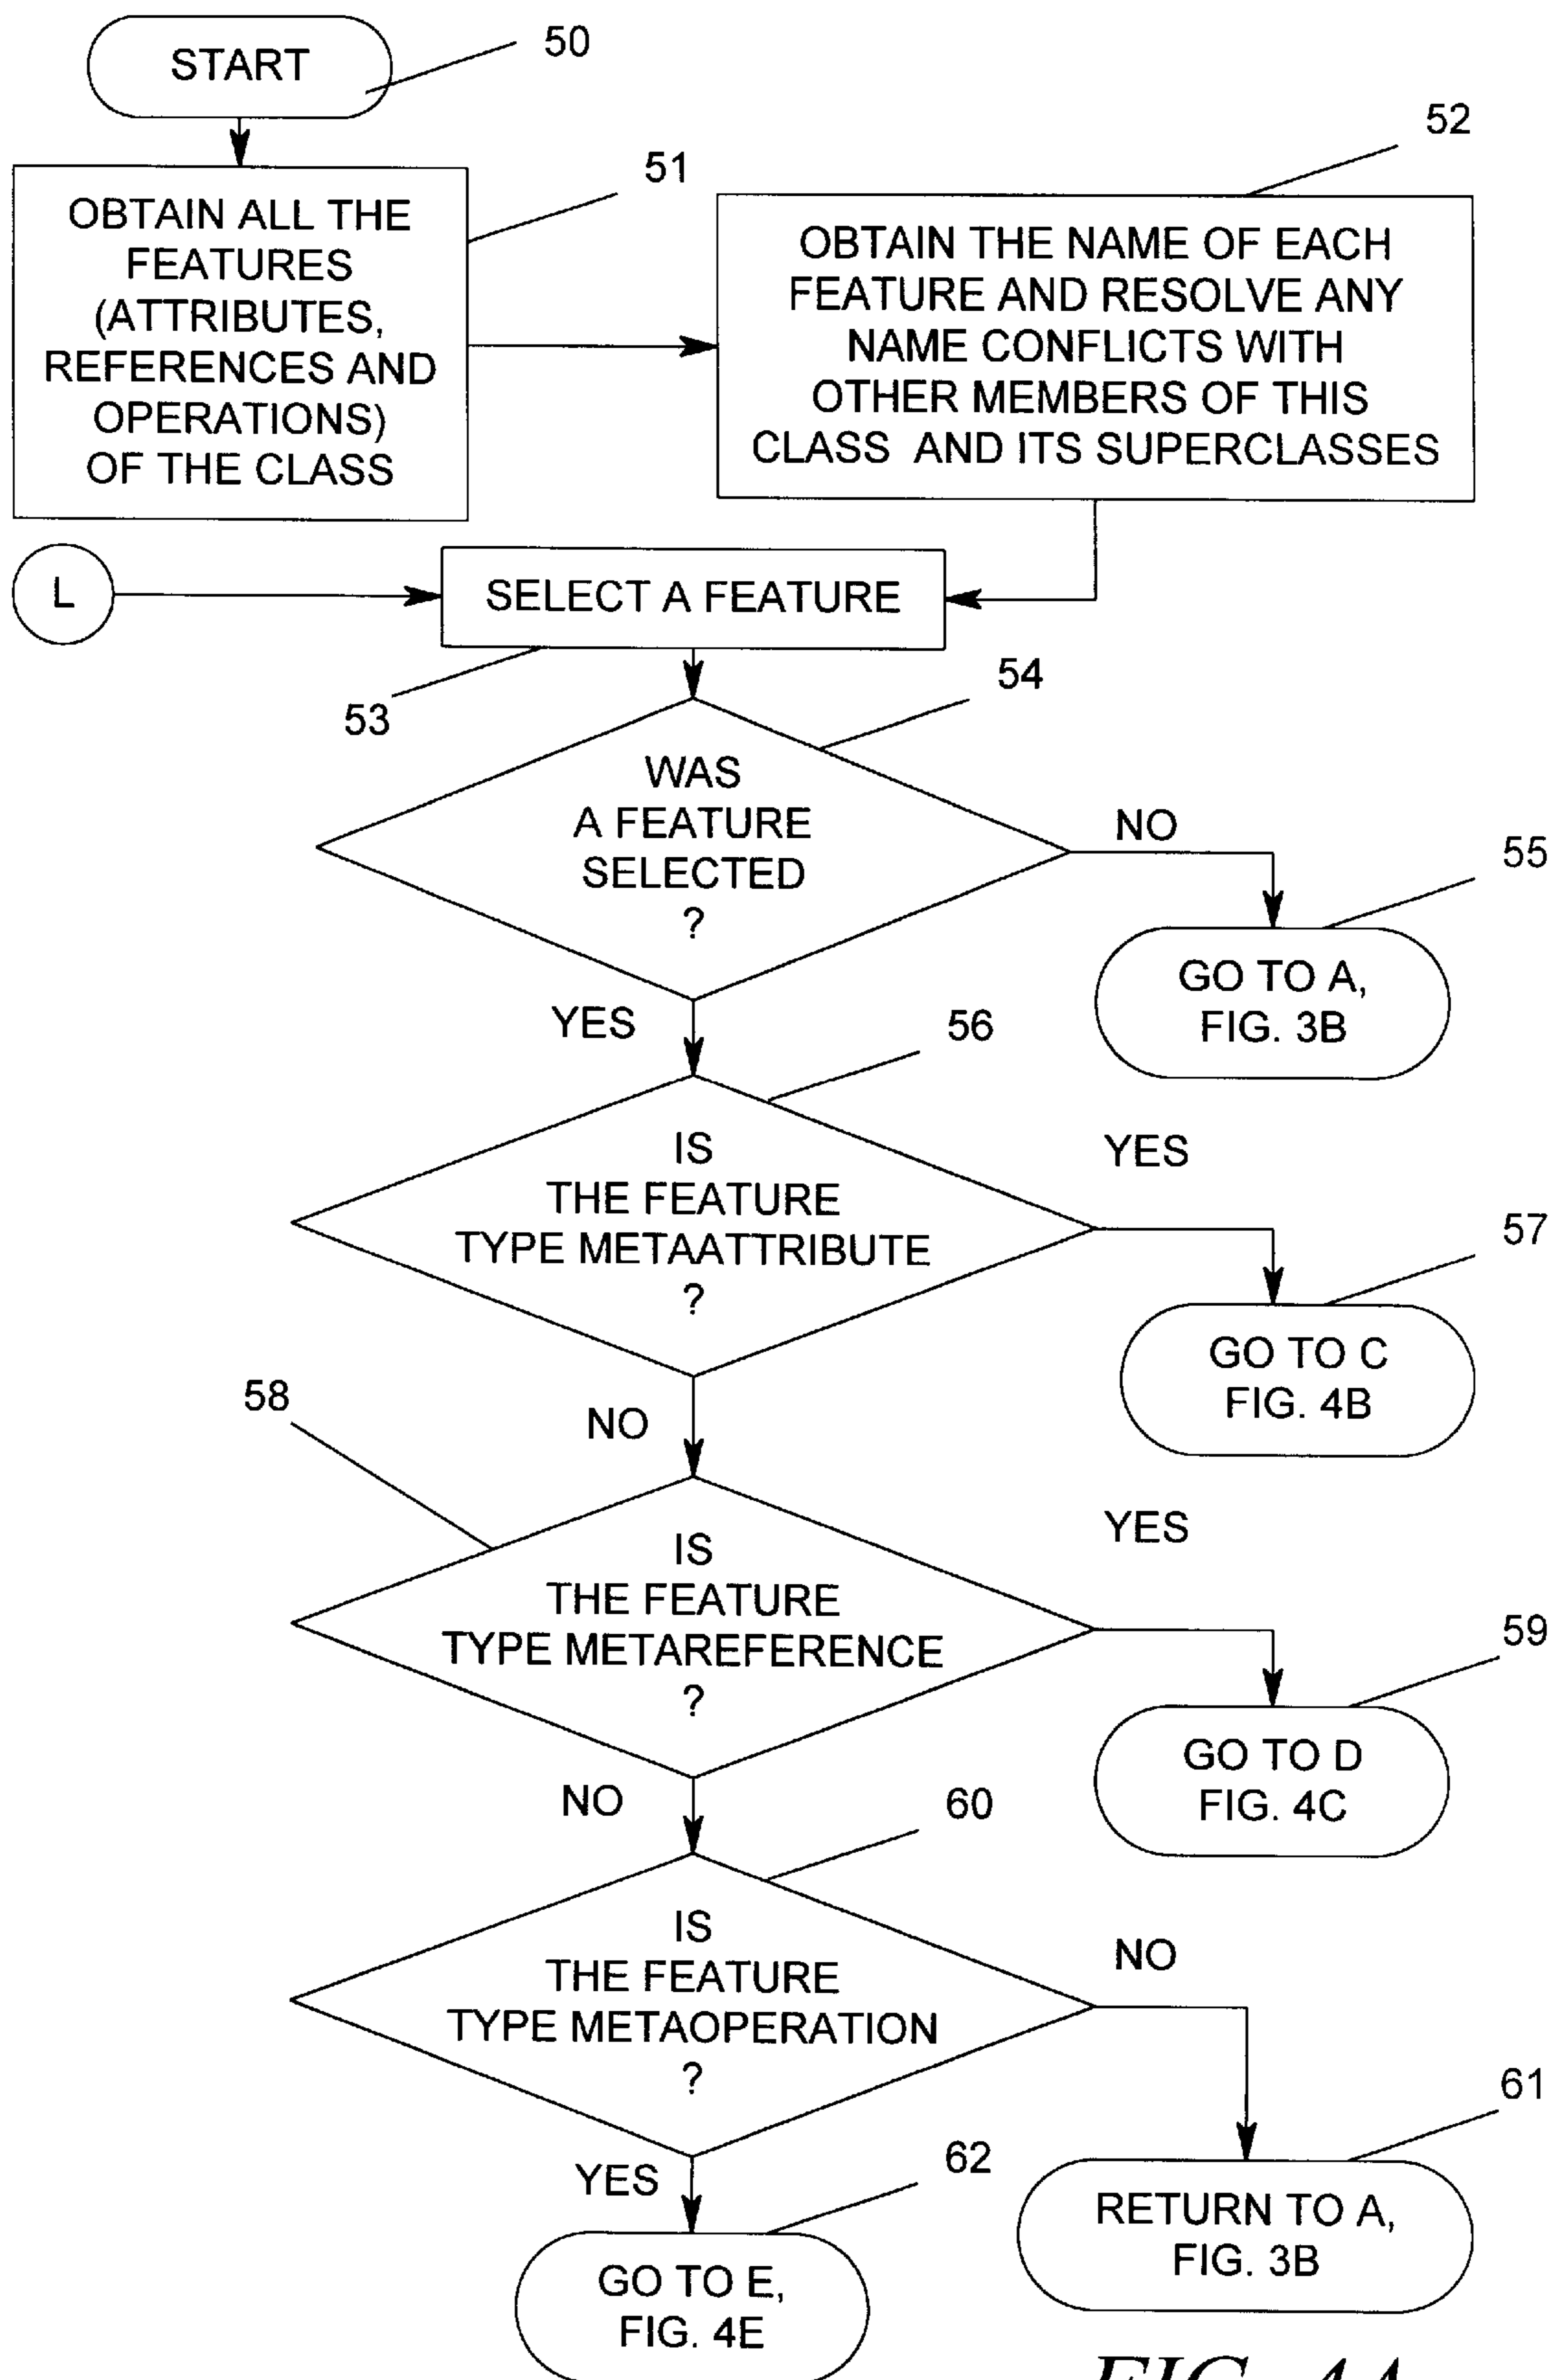 START
50
51
OBTAIN ALL THE
FEATURES
(ATTRIBUTES,
REFERENCES AND
OPERATIONS)
OF THE CLASS
52
OBTAIN THE NAME OF EACH
FEATURE AND RESOLVE ANY
NAME CONFLICTS WITH
OTHER MEMBERS OF THIS
CLASS AND ITS SUPERCLASSES
L
SELECT A FEATURE
53
54
WAS
A FEATURE
SELECTED
?
NO
55
GO TO A,
FIG. 3B
YES
56
IS
THE FEATURE
TYPE METAATTRIBUTE
?
YES
57
GO TO C
FIG. 4B
NO
58
IS
THE FEATURE
TYPE METAREFERENCE
?
YES
59
GO TO D
FIG. 4C
NO
60
IS
THE FEATURE
TYPE METAOPERATION
?
NO
61
RETURN TO A,
FIG. 3B
YES
62
GO TO E,
FIG. 4E
FIG. 4A